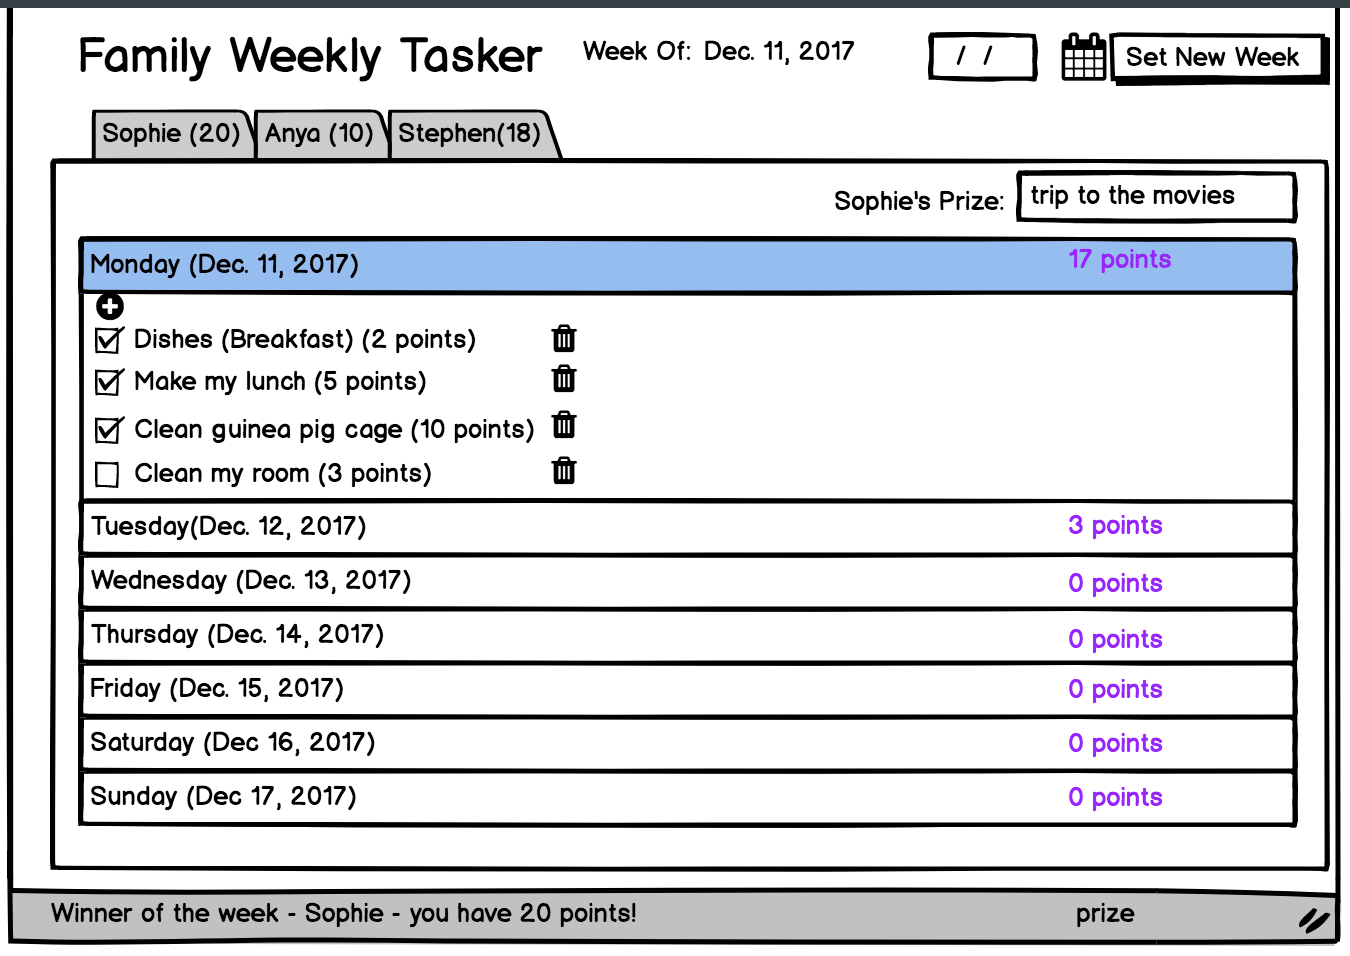 Family Weekly Tasker
Week Of: Dec. 11, 2017
/ /
Set New Week
Sophie (20)
Anya (10)
Stephen(18)
Sophie's Prize:
trip to the movies
Monday (Dec. 11, 2017)
17 points
Dishes (Breakfast) (2 points)
Make my lunch (5 points)
Clean guinea pig cage (10 points)
Clean my room (3 points)
Tuesday(Dec. 12, 2017)
3 points
Wednesday (Dec. 13, 2017)
0 points
Thursday (Dec. 14, 2017)
0 points
Friday (Dec. 15, 2017)
0 points
Saturday (Dec 16, 2017)
0 points
Sunday (Dec 17, 2017)
0 points
Winner of the week - Sophie - you have 20 points!
prize